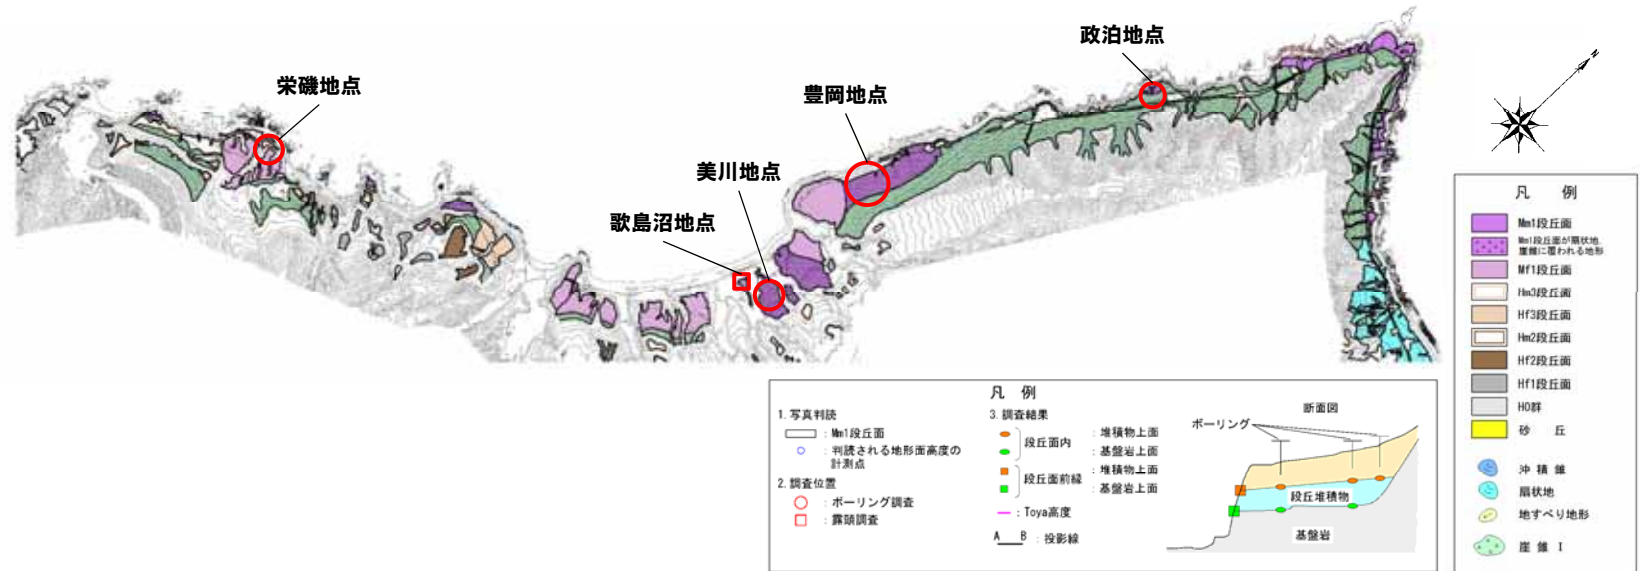 政泊地点
栄磯地点
豊岡地点
美川地点
歌島沼地点
N
凡 例
Mm1段丘面
Mm1段丘面が扇状地、
崖錐に覆われる地形
Mf1段丘面
Hm3段丘面
Hf3段丘面
Hm2段丘面
Hf2段丘面
Hf1段丘面
H0群
砂 丘
沖 積 錐
扇状地
地すべり地形
崖 錐 I
凡 例
1. 写真判読
: Mm1段丘面
: 判読される地形面高度の
計測点
2. 調査位置
: ボーリング調査
: 露頭調査
3. 調査結果
段丘面内
: 堆積物上面
: 基盤岩上面
段丘面前縁
: 堆積物上面
: 基盤岩上面
: Toya高度
A B : 投影線
断面図
ボーリング
段丘堆積物
基盤岩